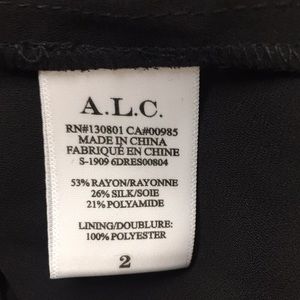 A.L.C.
RN#130801 CA#00985
MADE IN CHINA
FABRIQUÉ EN CHINE
S-1909 6DRES00804
53% RAYON/RAYONNE
26% SILK/SOIE
21% POLYAMIDE
LINING/DOUBLURE:
100% POLYESTER
2